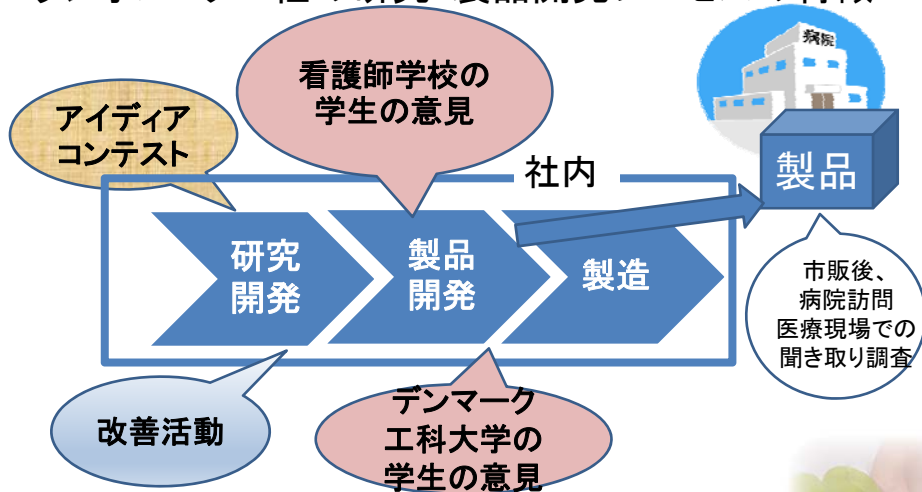 病院
看護師学校の
学生の意見
アイディア
コンテスト
社内
製品
研究
開発
製品
開発
製造
市販後、
病院訪問
医療現場での
聞き取り調査
改善活動
デンマーク
工科大学の
学生の意見